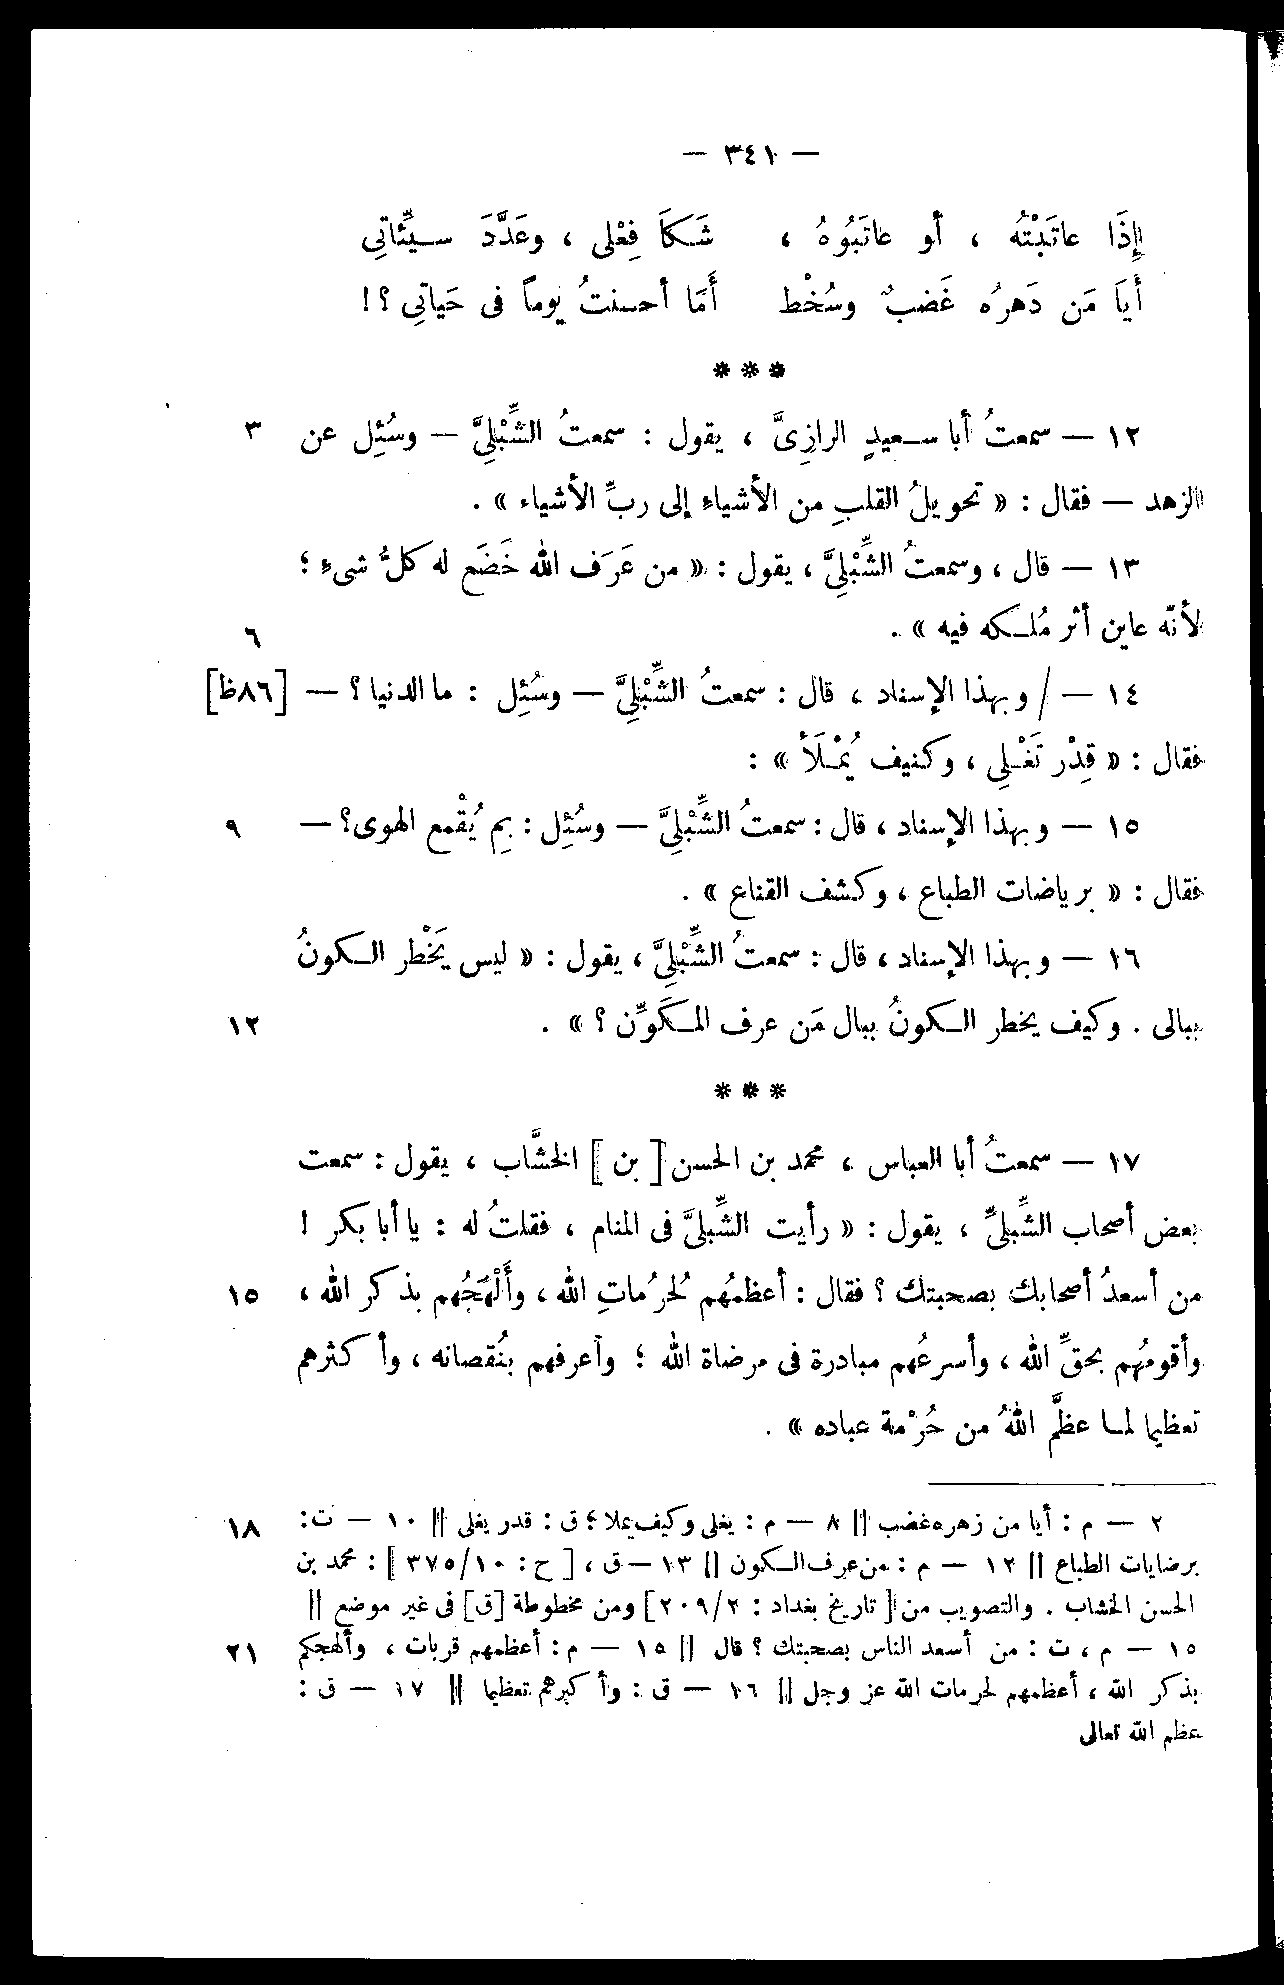 — ٣٤١ —
إِذَا عاتَبْتُه ، أو عاتَبُوهُ ، شَكَا فِعْلى ، وعَدَّدَ سيِّئاتِى
أَيَا مَن دَهرُه غَضبٌ وسُخْط أَمَا أحسنتُ يوماً فى حَياتِى ؟!
***
١٢ — سمعتُ أبا سعيدٍ الرازِىَّ ، يقول : سمعتُ الشِّبْلِىَّ — وسُئِل عن ٣
الزهد — فقال : « تحويلُ القلبِ من الأشياءِ إلى ربِّ الأشياء » .
١٣ — قال ، وسمعتُ الشِّبْلِىَّ ، يقول : « من عَرَف الله خَضَع له كلُّ شىءٍ ؛
لأنّه عاين أثر مُلكه فيه » . ٦
١٤ — / وبهذا الإسناد ، قال : سمعتُ الشِّبْلِىَّ — وسُئِل : ما الدنيا ؟ — [٨٦ظ]
فقال : « قِدْر تَغْلِى ، وكنيف يُمْلَأ » :
١٥ — وبهذا الإسناد ، قال : سمعتُ الشِّبْلِىَّ — وسُئِل : بِم يُقْمع الهوى؟ — ٩
فقال : « برياضات الطباع ، وكشف القناع » .
١٦ — وبهذا الإسناد ، قال : سمعتُ الشِّبْلِىَّ ، يقول : « ليس يَخْطر الكونُ
ببالى . وكيف يخطر الكونُ ببال مَن عرف المكَوِّن ؟ » . ١٢
***
١٧ — سمعتُ أبا العباس ، محمد بن الحسن [ بن ] الخشَّاب ، يقول : سمعت
بعض أصحاب الشِّبلىِّ ، يقول : « رأيت الشِّبلىَّ فى المنام ، فقلتُ له : يا أبا بكر !
من أسعدُ أصحابك بصحبتك ؟ فقال : أعظمُهم لحُرُماتِ الله ، وأَلْهَجُهم بذكر الله ، ١٥
وأقومُهم بحقِّ الله ، وأسرعُهم مبادرة فى مرضاة الله ؛ وأعرفهم بنُقصانه ، وأكثرهم
تعظيما لما عظَّم اللهُ من حُرْمة عباده » .
٢ — م : أيا من زهره غضب || ٨ — م : يغلى وكيف يملا ؛ ق : قدر يغلى || ١٠ — ت : ١٨
برضايات الطباع || ١٢ — م : من عرف الكون || ١٣ — ق ، [ ح : ٣٧٥/١٠ ] : محمد بن
الحسن الخشاب . والتصويب من [ تاريخ بغداد : ٢٠٩/٢] ومن مخطوطة [ق] فى غير موضع ||
١٥ — م ، ت : من أسعد الناس بصحبتك ؟ قال || ١٥ — م : أعظمهم قربات ، وألهجكم ٢١
بذكر الله ، أعظمهم لحرمات الله عز وجل || ١٦ — ق : وأكبرهم تعظيما || ١٧ — ق :
عظم الله تعالى